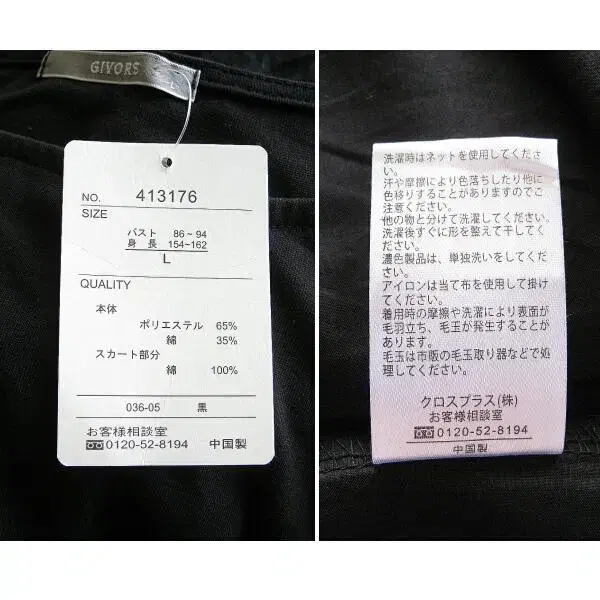 GIVORS
NO. 413176
SIZE
バスト 86~94
身長 154~162
L
QUALITY
本体
ポリエステル 65%
綿 35%
スカート部分
綿 100%
036-05 黒
お客様相談室
0120-52-8194 中国製
洗濯時はネットを使用してくださ
い。
汗や摩擦により色落ちしたり他に
色移りすることがありますのでご
注意ください。
他の物と分けて洗濯してください。
洗濯後すぐに形を整えて干してく
ださい。
濃色製品は、単独洗いをしてくだ
さい。
アイロンは当て布を使用して掛け
てください。
着用時の摩擦や洗濯により表面が
毛羽立ち、毛玉が発生することが
あります。
毛玉は市販の毛玉取り器などで処
理してください。
クロスプラス(株)
お客様相談室
0120-52-8194
中国製